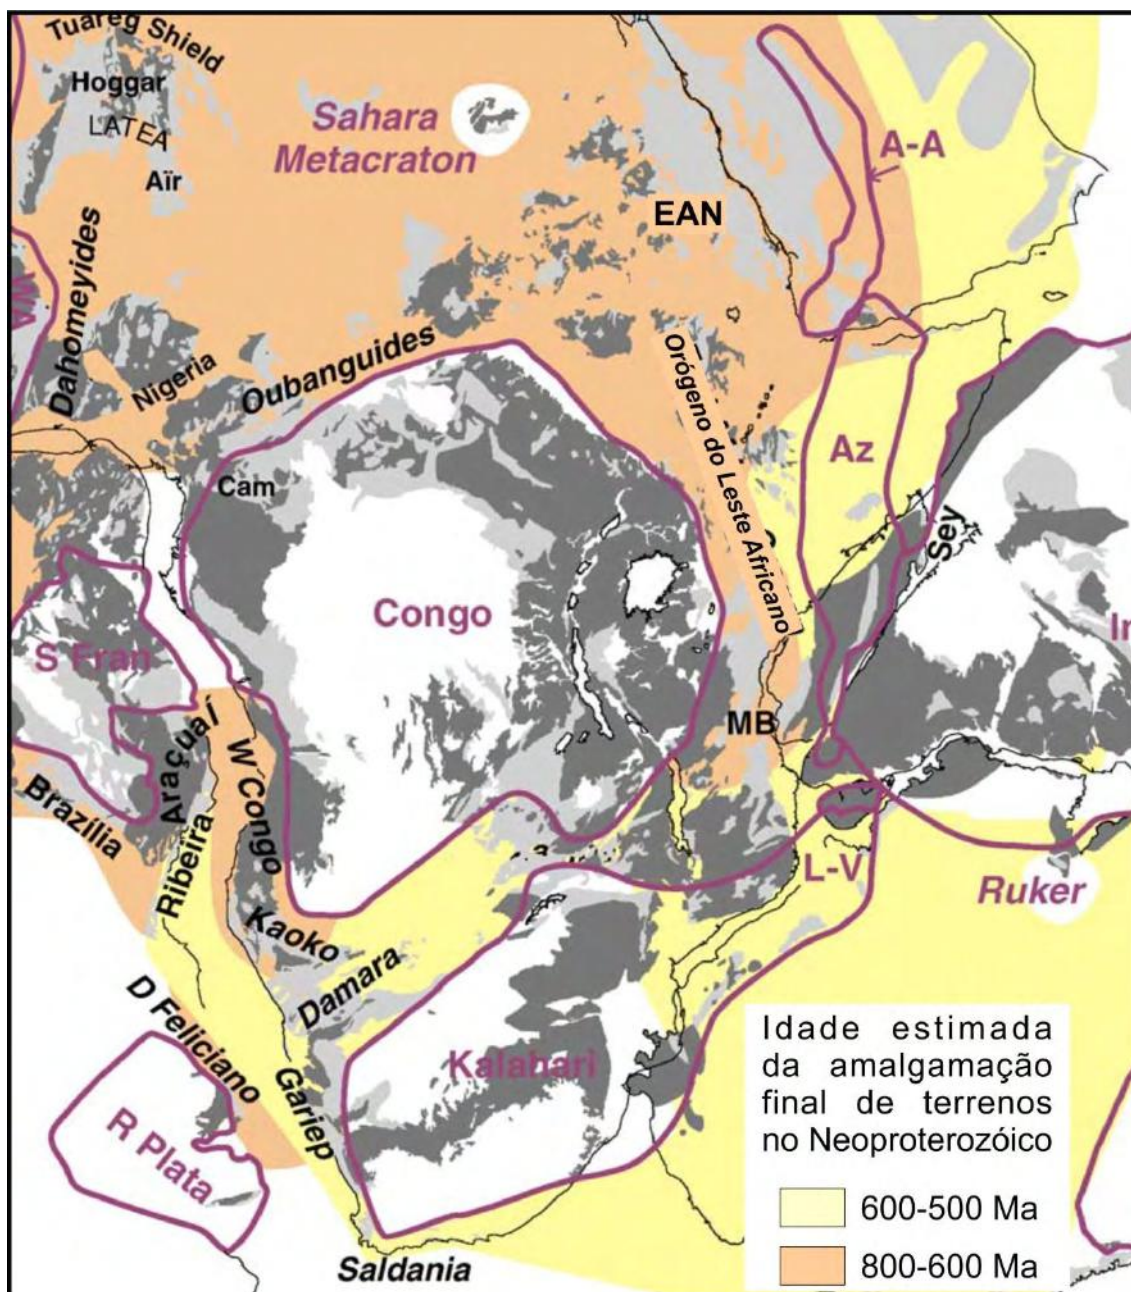 Tuareg Shield
Hoggar
LATEA
Aïr
Sahara
Metacraton
A-A
EAN
WA
Dahomeyides
Nigeria
Oubanguides
Orógeno do Leste Africano
Az
Cam
Sey
Congo
S Fran
MB
Araçuaí
W Congo
Brazília
Ribeira
L-V
Ruker
Kaoko
Damara
D Feliciano
Kalahari
Gariep
R Plata
Saldania
Idade estimada
da amalgamação
final de terrenos
no Neoproterozóico
600-500 Ma
800-600 Ma